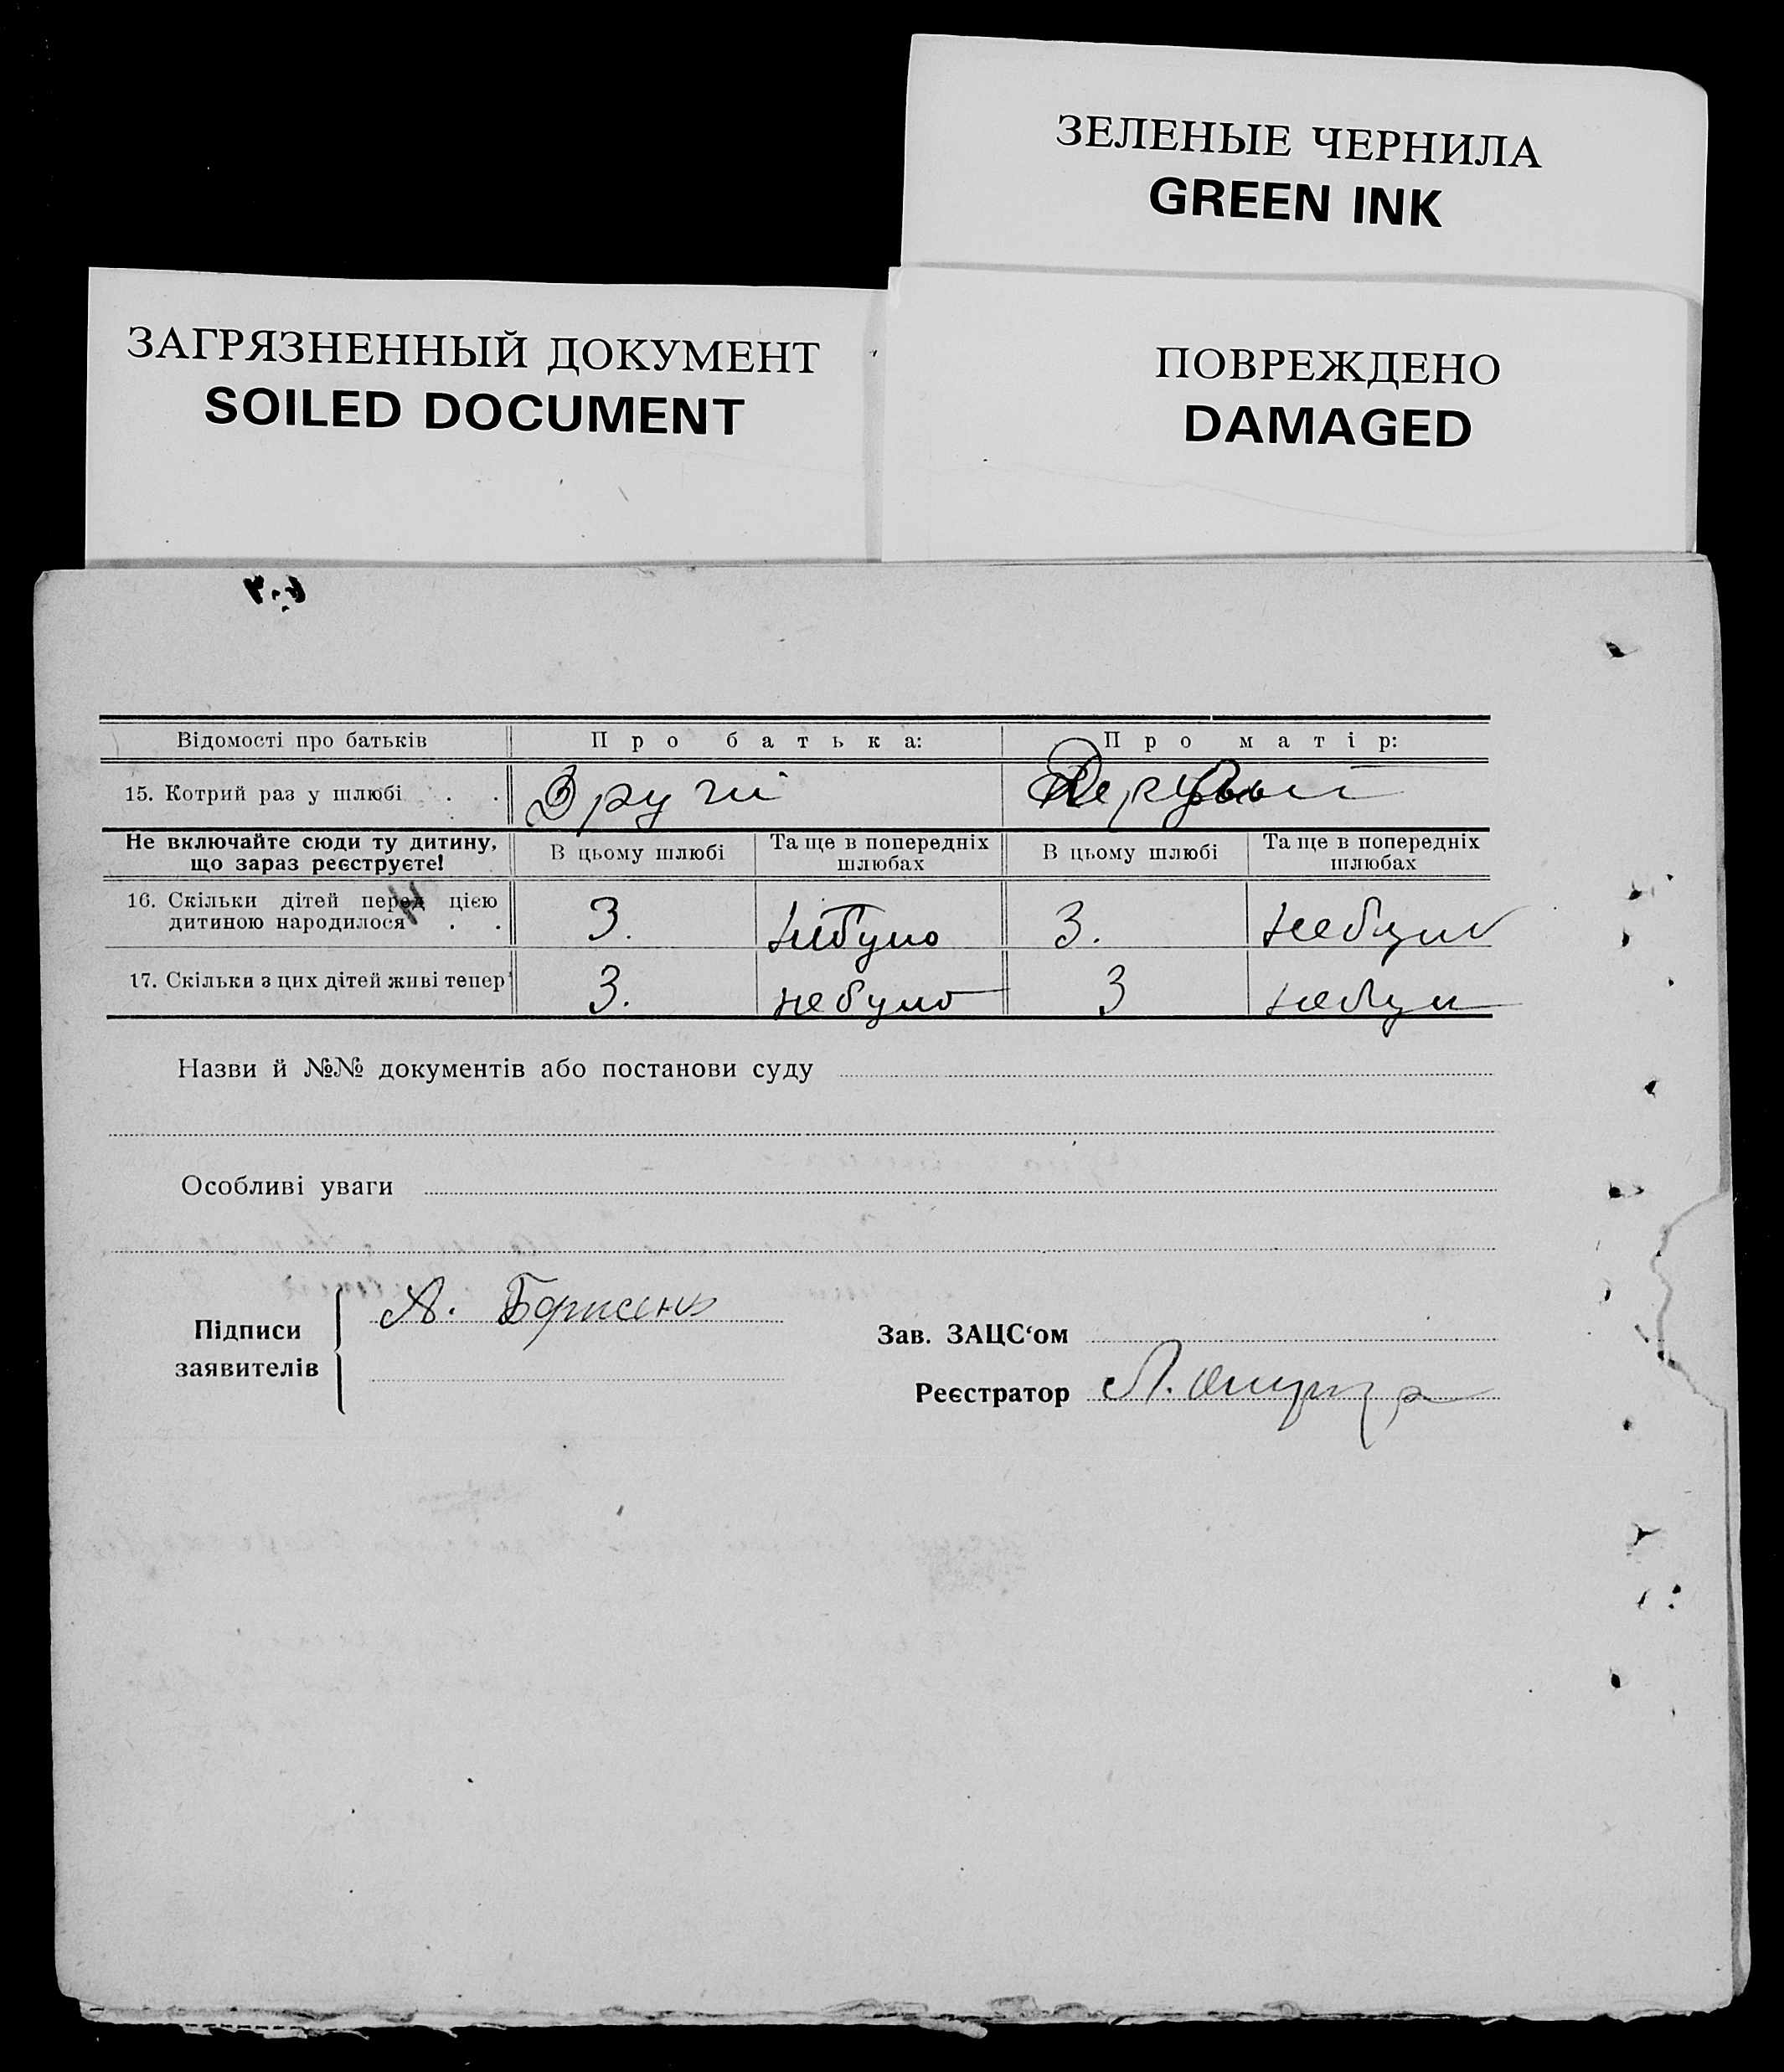 ЗЕЛЕНЫЕ ЧЕРНИЛА
GREEN INK
ЗАГРЯЗНЕННЫЙ ДОКУМЕНТ
SOILED DOCUMENT
ПОВРЕЖДЕНО
DAMAGED
Відомості про батьків Про батька: Про матір:
15. Котрий раз у шлюбі . . Другі
Не включайте сюди ту дитину, що зараз реєструєте!
В цьому шлюбі Та ще в попередніх шлюбах В цьому шлюбі Та ще в попередніх шлюбах
16. Скільки дітей перед цією
дитиною народилося . . 3. небуло 3. небуло
17. Скільки з цих дітей живі тепер 3. небуло 3
Назви й №№ документів або постанови суду
Особливі уваги
Підписи
заявителів
А.
Зав. ЗАЦС‘ом
Реєстратор Л.